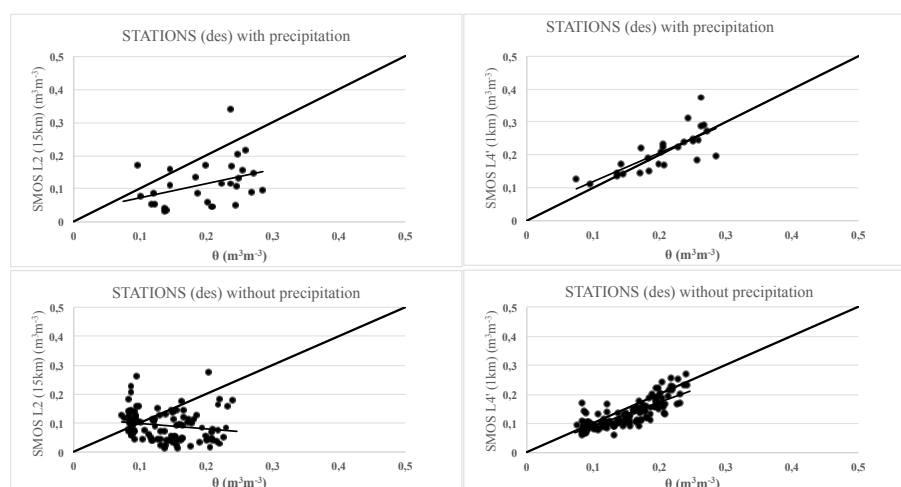 STATIONS (des) with precipitation
SMOS L2 (15km) (m³m⁻³)
0,5
0,4
0,3
0,2
0,1
0
0 0,1 0,2 0,3 0,4 0,5
θ (m³m⁻³)
STATIONS (des) with precipitation
SMOS L4' (1km) (m³m⁻³)
0,5
0,4
0,3
0,2
0,1
0
0 0,1 0,2 0,3 0,4 0,5
θ (m³m⁻³)
STATIONS (des) without precipitation
SMOS L2 (15km) (m³m⁻³)
0,5
0,4
0,3
0,2
0,1
0
0 0,1 0,2 0,3 0,4 0,5
θ (m³m⁻³)
STATIONS (des) without precipitation
SMOS L4' (1km) (m³m⁻³)
0,5
0,4
0,3
0,2
0,1
0
0 0,1 0,2 0,3 0,4 0,5
θ (m³m⁻³)